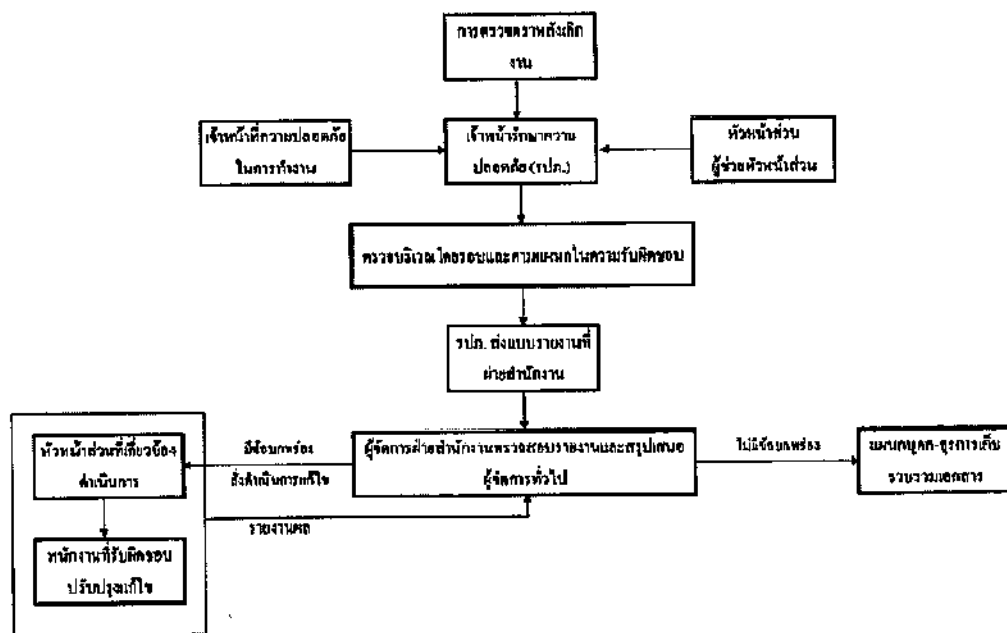 การตรวจตราหลังเลิก
งาน
เจ้าหน้าที่ความปลอดภัย
ในการทำงาน
เจ้าหน้ารักษาความ
ปลอดภัย(รปภ.)
หัวหน้าส่วน
ผู้ช่วยหัวหน้าส่วน
ตรวจบริเวณโดยรอบและตามแผนกในความรับผิดชอบ
รปภ. ส่งแบบรายงานที่
ฝ่ายสำนักงาน
หัวหน้าส่วนที่เกี่ยวข้อง
ดำเนินการ
มีข้อบกพร่อง
สั่งดำเนินการแก้ไข
ผู้จัดการฝ่ายสำนักงานตรวจสอบรายงานและสรุปเสนอ
ผู้จัดการทั่วไป
ไม่มีข้อบกพร่อง
แผนกบุคค-ธุรการเก็บ
รวบรวมเอกสาร
รายงานผล
พนักงานที่รับผิดชอบ
ปรับปรุงแก้ไข